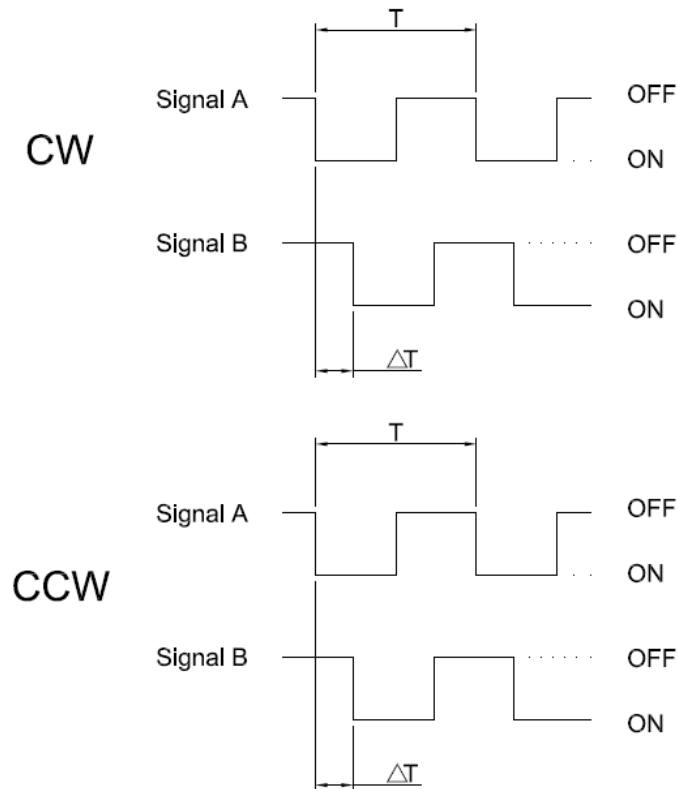 T
Signal A OFF
CW
ON
Signal B OFF
ON
△T
T
Signal A OFF
CCW
ON
Signal B OFF
ON
△T